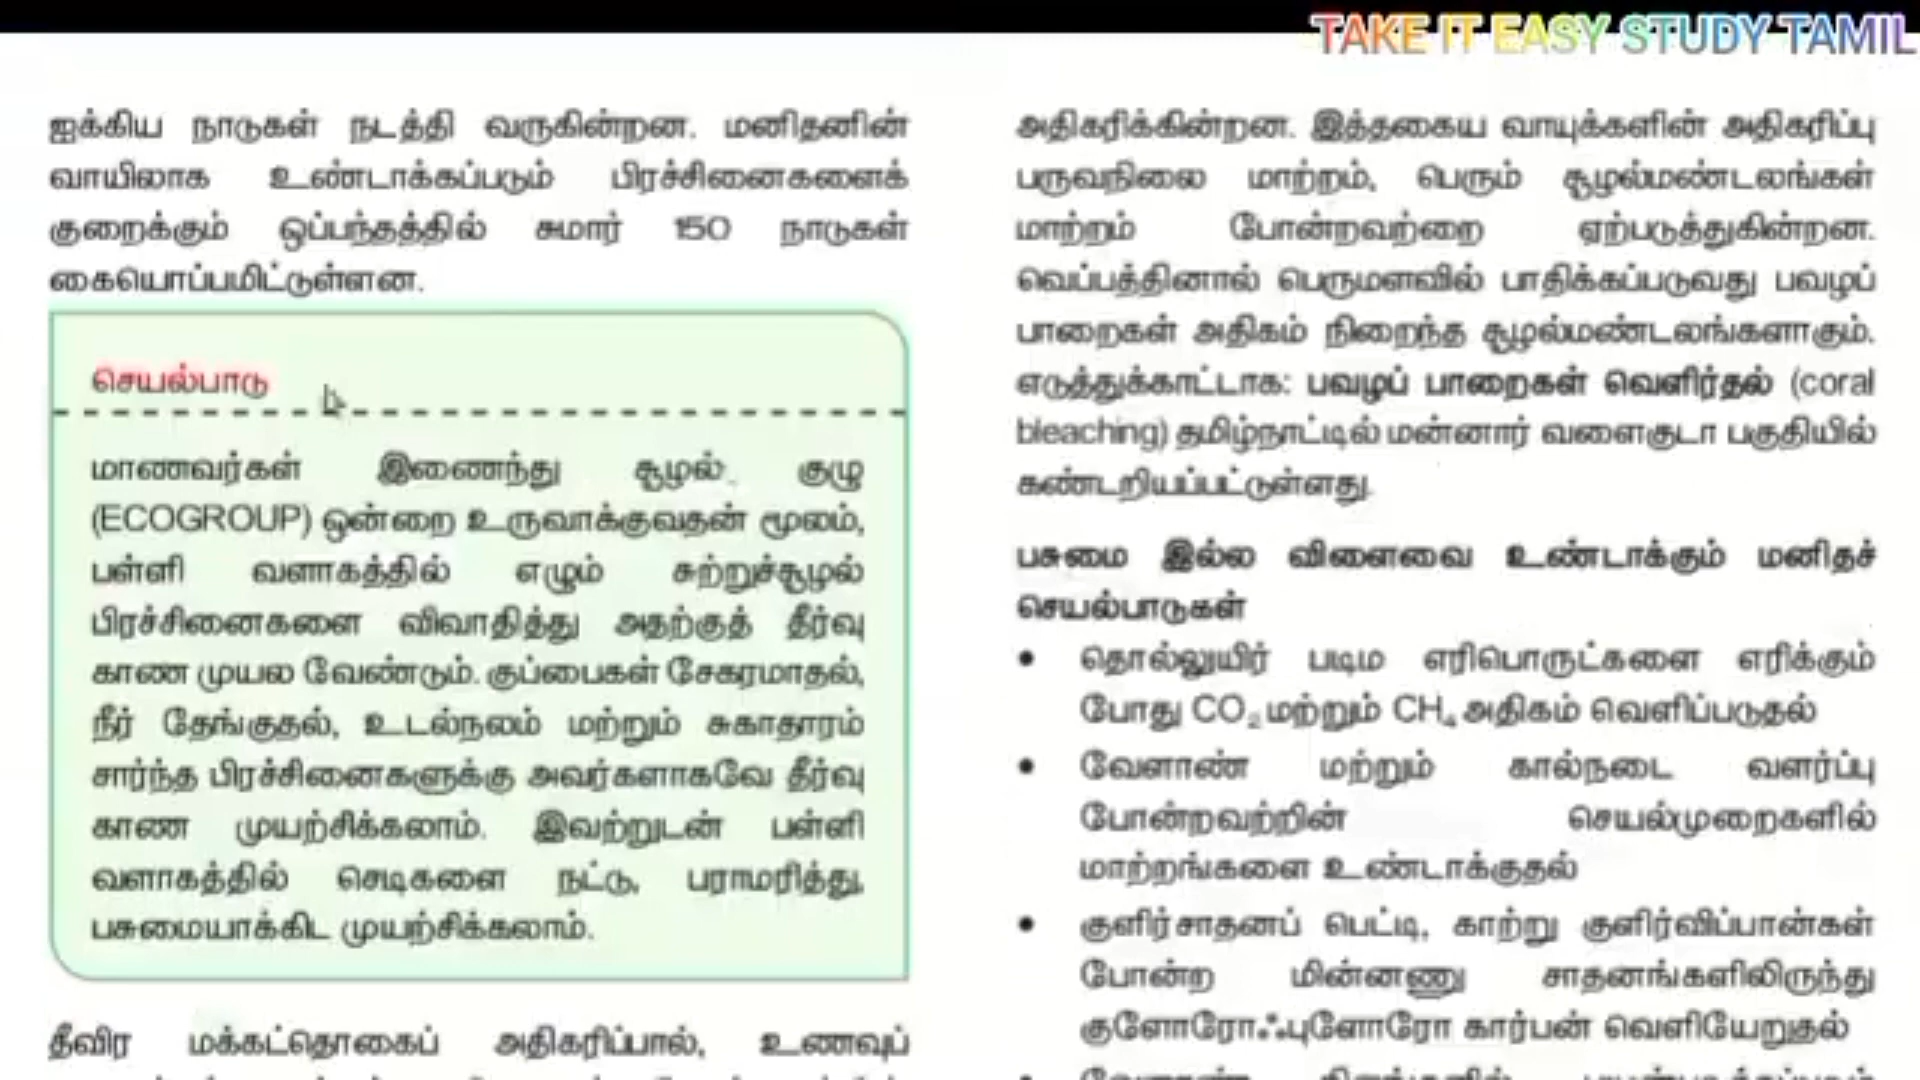 TAKE IT EASY STUDY TAMIL
ஐக்கிய நாடுகள் நடத்தி வருகின்றன. மனிதனின்
வாயிலாக உண்டாக்கப்படும் பிரச்சினைகளைக்
குறைக்கும் ஒப்பந்தத்தில் சுமார் 150 நாடுகள்
கையொப்பமிட்டுள்ளன.
செயல்பாடு
மாணவர்கள் இணைந்து சூழல் குழு
(ECOGROUP) ஒன்றை உருவாக்குவதன் மூலம்,
பள்ளி வளாகத்தில் எழும் சுற்றுச்சூழல்
பிரச்சினைகளை விவாதித்து அதற்குத் தீர்வு
காண முயல வேண்டும். குப்பைகள் சேகரமாதல்,
நீர் தேங்குதல், உடல்நலம் மற்றும் சுகாதாரம்
சார்ந்த பிரச்சினைகளுக்கு அவர்களாகவே தீர்வு
காண முயற்சிக்கலாம். இவற்றுடன் பள்ளி
வளாகத்தில் செடிகளை நட்டு, பராமரித்து,
பசுமையாக்கிட முயற்சிக்கலாம்.
தீவிர மக்கட்தொகைப் அதிகரிப்பால், உணவுப்
அதிகரிக்கின்றன. இத்தகைய வாயுக்களின் அதிகரிப்பு
பருவநிலை மாற்றம், பெரும் சூழல்மண்டலங்கள்
மாற்றம் போன்றவற்றை ஏற்படுத்துகின்றன.
வெப்பத்தினால் பெருமளவில் பாதிக்கப்படுவது பவழப்
பாறைகள் அதிகம் நிறைந்த சூழல்மண்டலங்களாகும்.
எடுத்துக்காட்டாக: பவழப் பாறைகள் வெளிர்தல் (coral
bleaching) தமிழ்நாட்டில் மன்னார் வளைகுடா பகுதியில்
கண்டறியப்பட்டுள்ளது.
பசுமை இல்ல விளைவை உண்டாக்கும் மனிதச்
செயல்பாடுகள்
• தொல்லுயிர் படிம எரிபொருட்களை எரிக்கும்
போது CO₂ மற்றும் CH₄ அதிகம் வெளிப்படுதல்
• வேளாண் மற்றும் கால்நடை வளர்ப்பு
போன்றவற்றின் செயல்முறைகளில்
மாற்றங்களை உண்டாக்குதல்
• குளிர்சாதனப் பெட்டி, காற்று குளிர்விப்பான்கள்
போன்ற மின்னணு சாதனங்களிலிருந்து
குளோரோஃபுளோரோ கார்பன் வெளியேறுதல்